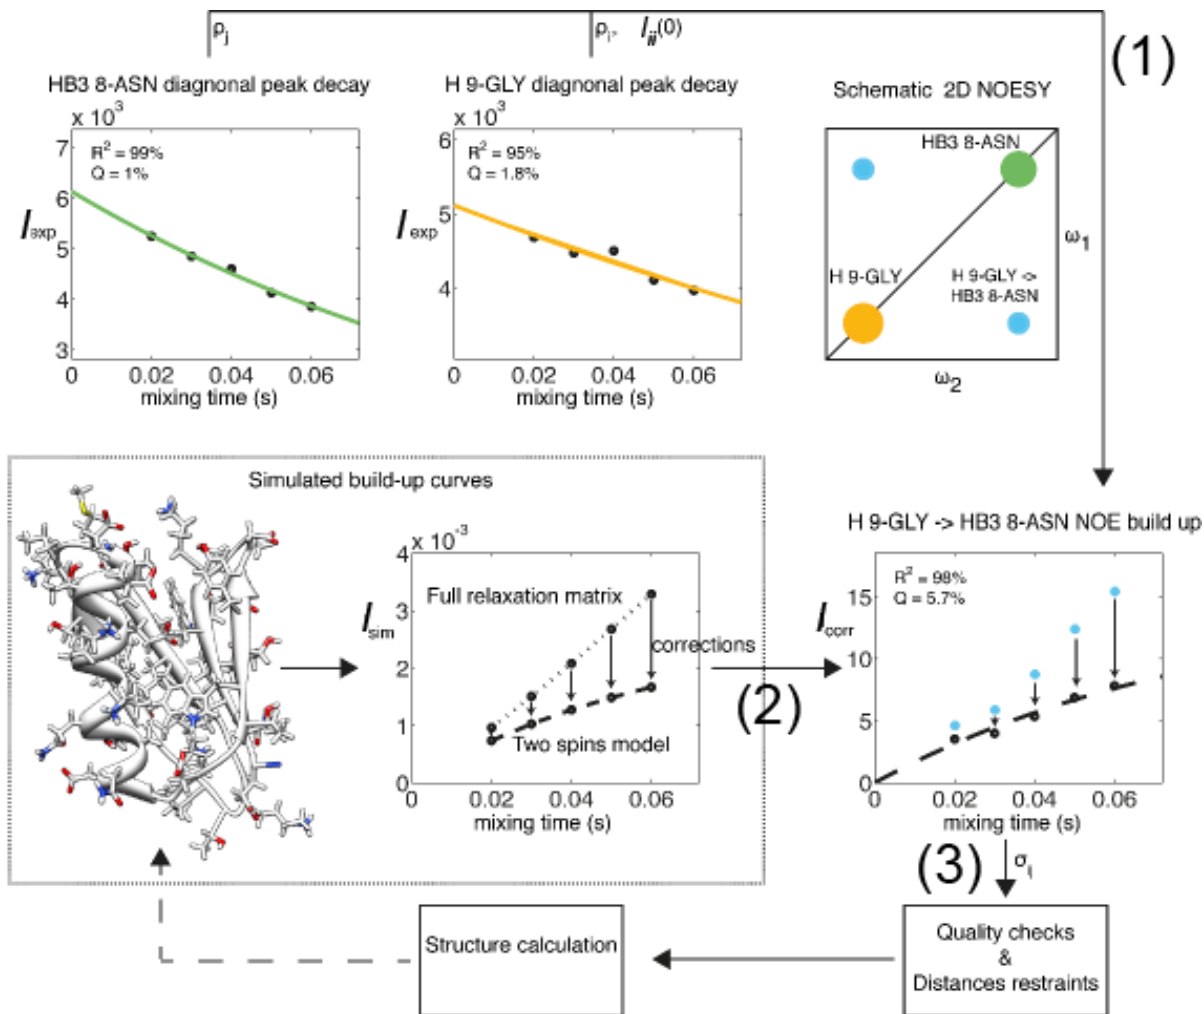 ρj
ρi, Iii(0)
(1)
HB3 8-ASN diagnonal peak decay
H 9-GLY diagnonal peak decay
Schematic 2D NOESY
x 10³
7
6
5
4
3
R² = 99%
Q = 1%
Iexp
0 0.02 0.04 0.06
mixing time (s)
x 10³
6
5
4
R² = 95%
Q = 1.8%
Iexp
0 0.02 0.04 0.06
mixing time (s)
HB3 8-ASN
H 9-GLY
H 9-GLY <-
HB3 8-ASN
ω1
ω2
Simulated build-up curves
x 10⁻³
4
3
2
1
0
Isim
Full relaxation matrix
corrections
Two spins model
0.02 0.04 0.06
mixing time (s)
(2)
H 9-GLY -> HB3 8-ASN NOE build up
R² = 98%
Q = 5.7%
15
10
5
0
Icorr
0 0.02 0.04 0.06
mixing time (s)
(3)
σij
Quality checks
&
Distances restraints
Structure calculation